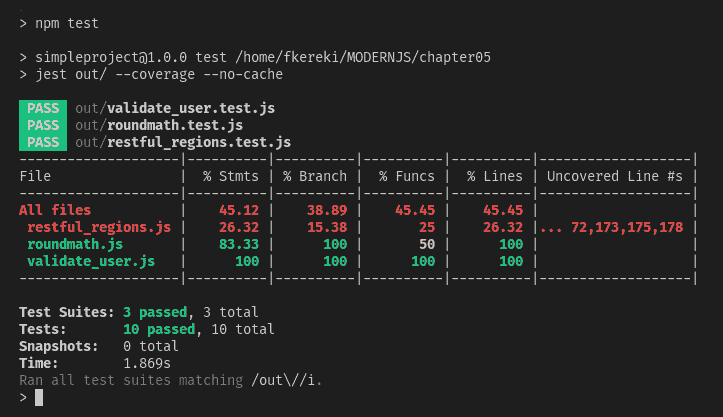 > npm test
> simpleproject@1.0.0 test /home/fkereki/MODERNJS/chapter05
> jest out/ --coverage --no-cache
PASS out/validate_user.test.js
PASS out/roundmath.test.js
PASS out/restful_regions.test.js
--------------------|----------|----------|----------|----------|-------------------|
File                |  % Stmts | % Branch |  % Funcs |  % Lines | Uncovered Line #s |
--------------------|----------|----------|----------|----------|-------------------|
All files           |    45.12 |    38.89 |    45.45 |    45.45 |                   |
 restful_regions.js |    26.32 |    15.38 |       25 |    26.32 |... 72,173,175,178 |
 roundmath.js       |    83.33 |      100 |       50 |      100 |                   |
 validate_user.js   |      100 |      100 |      100 |      100 |                   |
--------------------|----------|----------|----------|----------|-------------------|
Test Suites: 3 passed, 3 total
Tests:       10 passed, 10 total
Snapshots:   0 total
Time:        1.869s
Ran all test suites matching /out\//i.
>